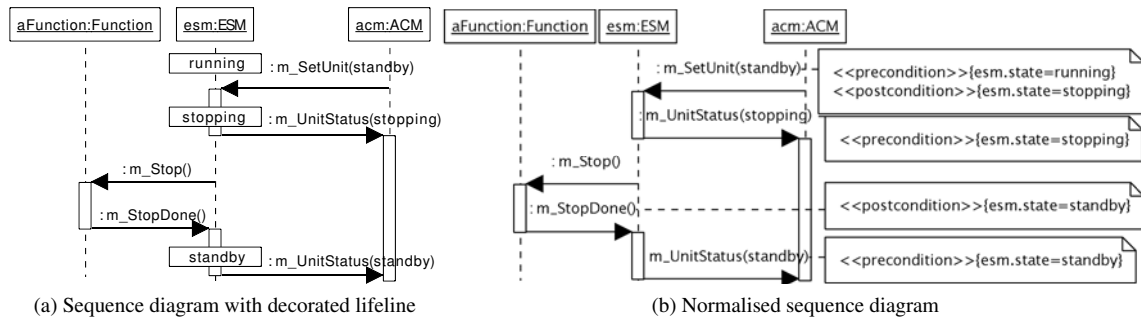 aFunction:Function
esm:ESM
acm:ACM
running
: m_SetUnit(standby)
stopping
: m_UnitStatus(stopping)
: m_Stop()
: m_StopDone()
standby
: m_UnitStatus(standby)
(a) Sequence diagram with decorated lifeline
aFunction:Function
esm:ESM
acm:ACM
: m_SetUnit(standby)
<<precondition>>{esm.state=running}
<<postcondition>>{esm.state=stopping}
m_UnitStatus(stopping)
<<precondition>>{esm.state=stopping}
: m_Stop()
: m_StopDone()
<<postcondition>>{esm.state=standby}
m_UnitStatus(standby)
<<precondition>>{esm.state=standby}
(b) Normalised sequence diagram